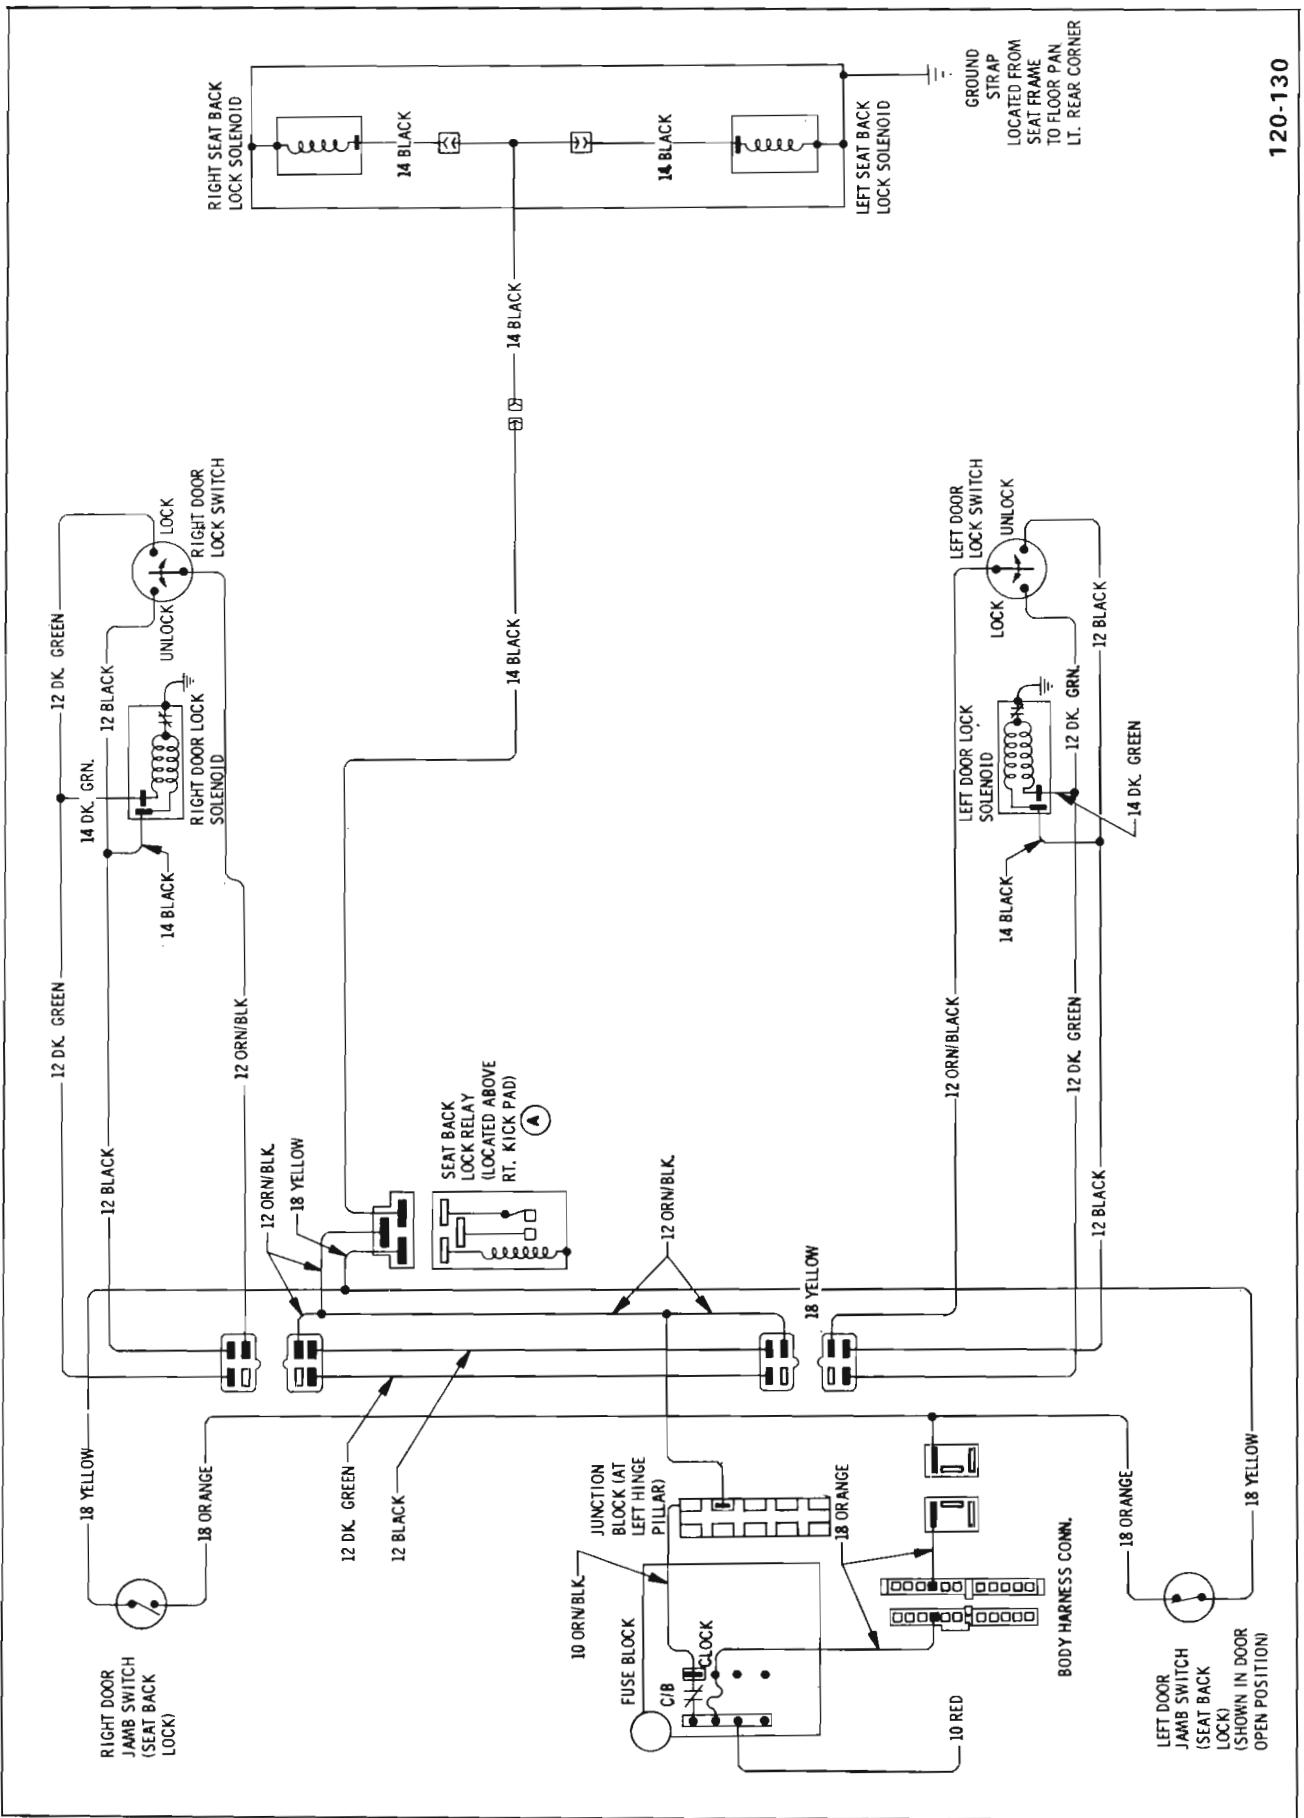 120-130
RIGHT SEAT BACK
LOCK SOLENOID
14 BLACK
14 BLACK
LEFT SEAT BACK
LOCK SOLENOID
GROUND
STRAP
LOCATED FROM
SEAT FRAME
TO FLOOR PAN
LT. REAR CORNER
14 BLACK
14 BLACK
12 DK. GREEN
12 BLACK
14 DK. GRN.
14 BLACK
LOCK
UNLOCK
RIGHT DOOR
LOCK SWITCH
RIGHT DOOR LOCK
SOLENOID
12 DK. GREEN
12 BLACK
12 ORN/BLK.
LEFT DOOR
LOCK SWITCH
UNLOCK
LOCK
LEFT DOOR LOCK
SOLENOID
12 DK. GRN.
12 BLACK
14 DK. GREEN
14 BLACK
12 ORN/BLACK
12 DK. GREEN
12 BLACK
12 ORN/BLK.
18 YELLOW
SEAT BACK
LOCK RELAY
(LOCATED ABOVE
RT. KICK PAD)
A
12 ORN/BLK.
18 YELLOW
18 YELLOW
18 ORANGE
12 DK. GREEN
12 BLACK
JUNCTION
BLOCK (AT
LEFT HINGE
PILLAR)
18 ORANGE
10 ORN/BLK.
FUSE BLOCK
C/B
CLOCK
10 RED
BODY HARNESS CONN.
18 ORANGE
18 YELLOW
RIGHT DOOR
JAMB SWITCH
(SEAT BACK
LOCK)
LEFT DOOR
JAMB SWITCH
(SEAT BACK
LOCK)
(SHOWN IN DOOR
OPEN POSITION)